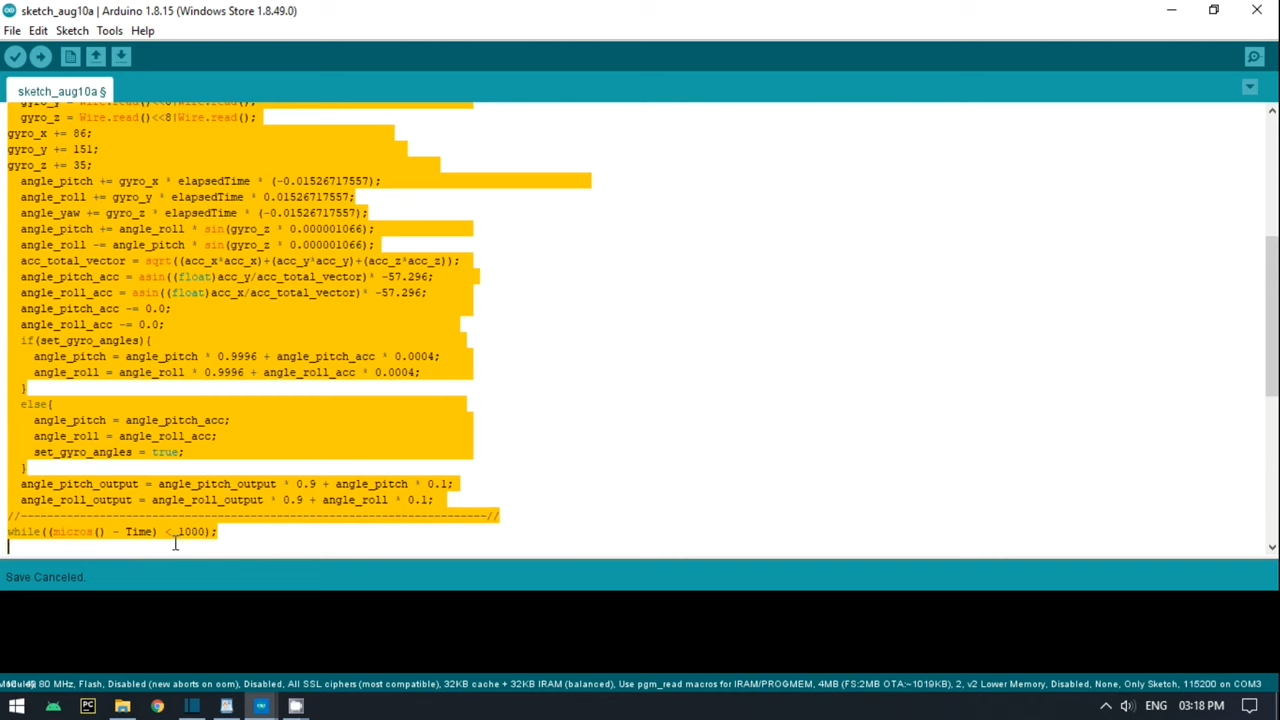 sketch_aug10a | Arduino 1.8.15 (Windows Store 1.8.49.0)
File Edit Sketch Tools Help
sketch_aug10a §
gyro_y = Wire.read()<<8|Wire.read();
gyro_z = Wire.read()<<8|Wire.read();
gyro_x += 86;
gyro_y += 151;
gyro_z += 35;
angle_pitch += gyro_x * elapsedTime * (-0.01526717557);
angle_roll += gyro_y * elapsedTime * 0.01526717557;
angle_yaw += gyro_z * elapsedTime * (-0.01526717557);
angle_pitch += angle_roll * sin(gyro_z * 0.000001066);
angle_roll -= angle_pitch * sin(gyro_z * 0.000001066);
acc_total_vector = sqrt((acc_x*acc_x)+(acc_y*acc_y)+(acc_z*acc_z));
angle_pitch_acc = asin((float)acc_y/acc_total_vector)* -57.296;
angle_roll_acc = asin((float)acc_x/acc_total_vector)* -57.296;
angle_pitch_acc -= 0.0;
angle_roll_acc -= 0.0;
if(set_gyro_angles){
angle_pitch = angle_pitch * 0.9996 + angle_pitch_acc * 0.0004;
angle_roll = angle_roll * 0.9996 + angle_roll_acc * 0.0004;
}
else{
angle_pitch = angle_pitch_acc;
angle_roll = angle_roll_acc;
set_gyro_angles = true;
}
angle_pitch_output = angle_pitch_output * 0.9 + angle_pitch * 0.1;
angle_roll_output = angle_roll_output * 0.9 + angle_roll * 0.1;
//-----------------------------------------------------------------------//
while((micros() - Time) < 1000);
Save Canceled.
80 MHz, Flash, Disabled (new aborts on oom), Disabled, All SSL ciphers (most compatible), 32KB cache + 32KB IRAM (balanced), Use pgm_read macros for IRAM/PROGMEM, 4MB (FS:2MB OTA:~1019KB), 2, v2 Lower Memory, Disabled, None, Only Sketch, 115200 on COM3
PC ENG 03:18 PM